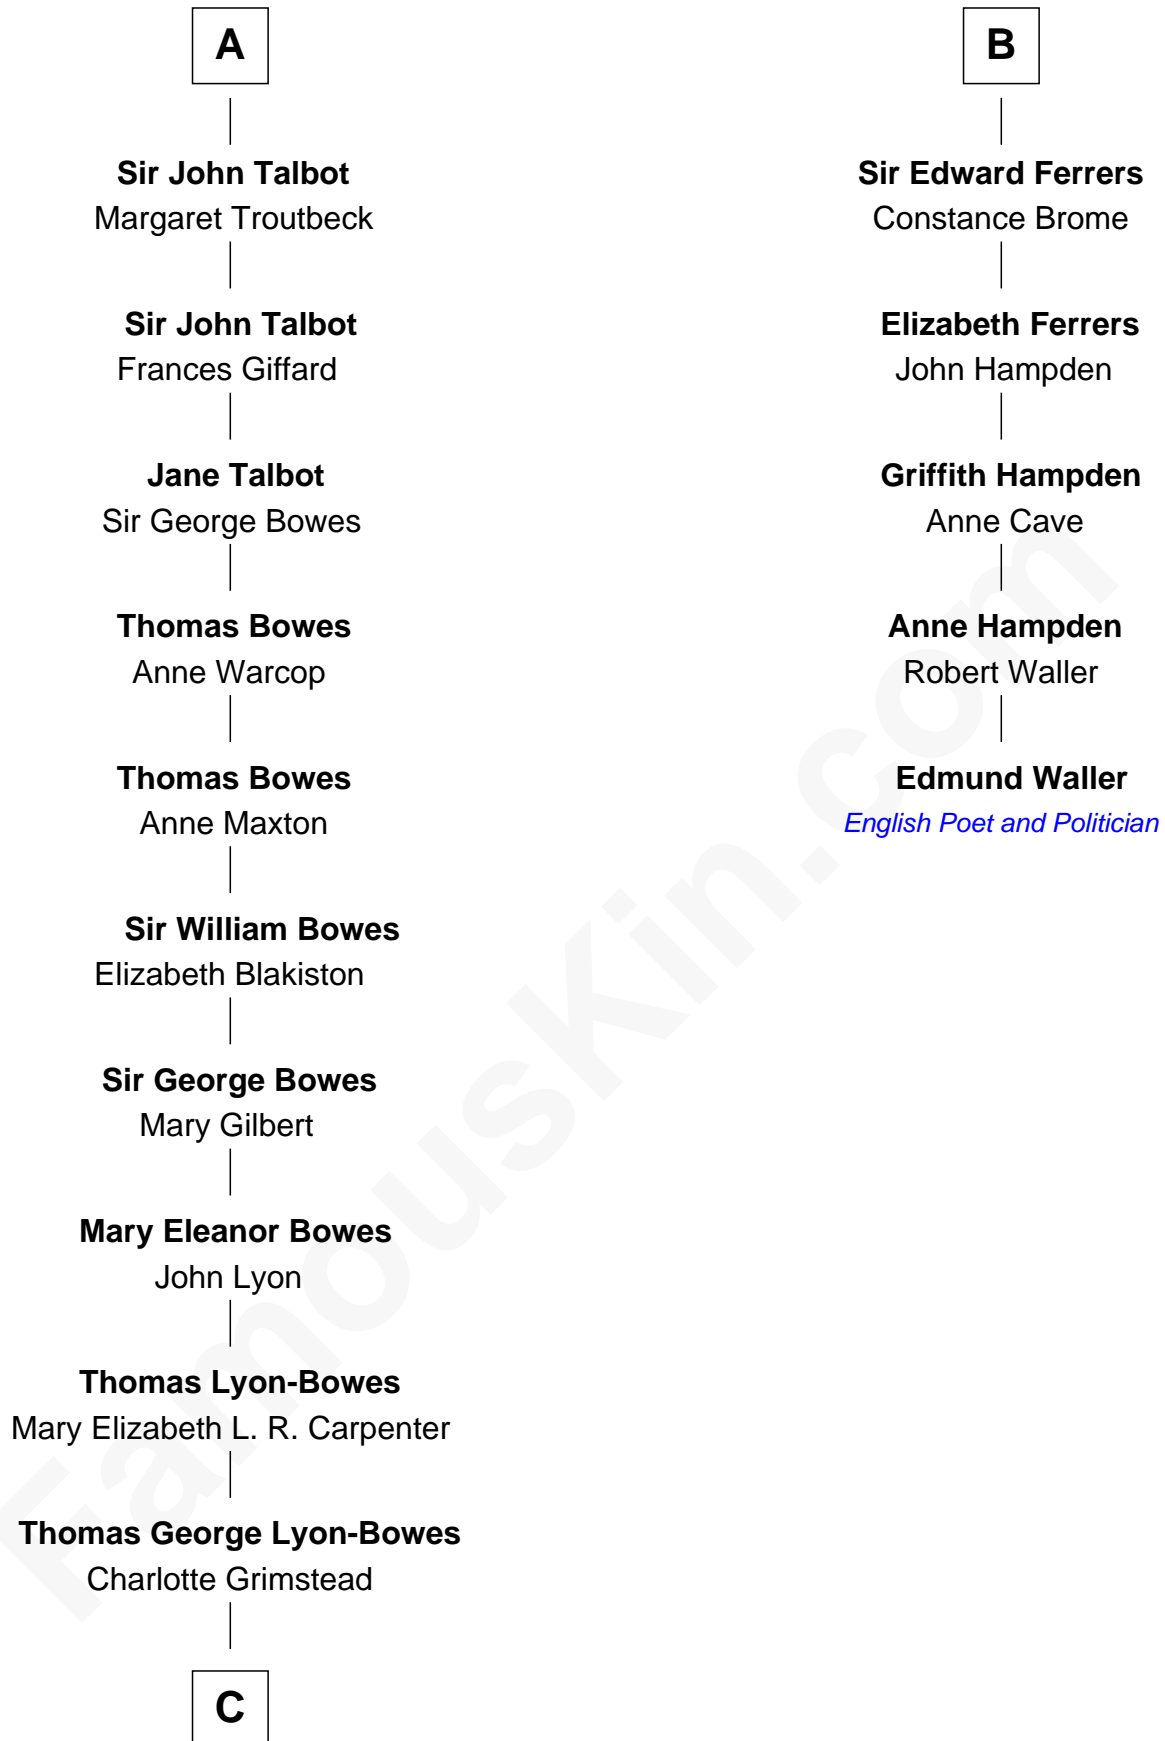 A
Sir John Talbot
Margaret Troutbeck
Sir John Talbot
Frances Giffard
Jane Talbot
Sir George Bowes
Thomas Bowes
Anne Warcop
Thomas Bowes
Anne Maxton
Sir William Bowes
Elizabeth Blakiston
Sir George Bowes
Mary Gilbert
Mary Eleanor Bowes
John Lyon
Thomas Lyon-Bowes
Mary Elizabeth L. R. Carpenter
Thomas George Lyon-Bowes
Charlotte Grimstead
C
B
Sir Edward Ferrers
Constance Brome
Elizabeth Ferrers
John Hampden
Griffith Hampden
Anne Cave
Anne Hampden
Robert Waller
Edmund Waller
English Poet and Politician
FamousKin.com